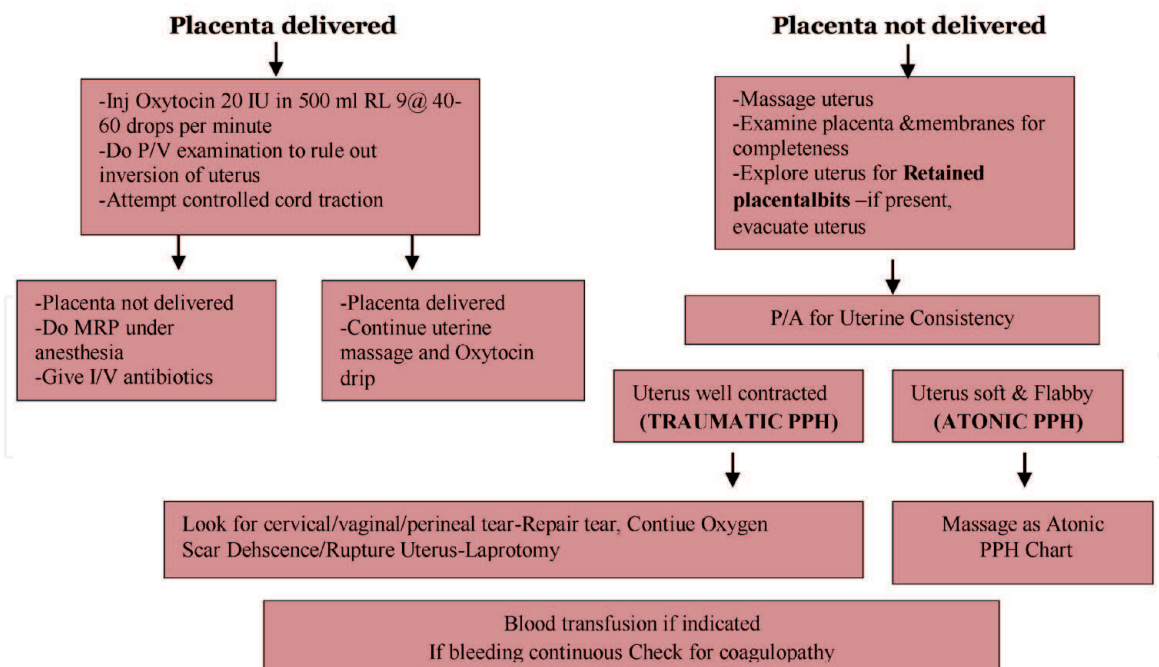 Placenta delivered
-Inj Oxytocin 20 IU in 500 ml RL 9@ 40-
60 drops per minute
-Do P/V examination to rule out
inversion of uterus
-Attempt controlled cord traction
-Placenta not delivered
-Do MRP under
anesthesia
-Give I/V antibiotics
-Placenta delivered
-Continue uterine
massage and Oxytocin
drip
Placenta not delivered
-Massage uterus
-Examine placenta &membranes for
completeness
-Explore uterus for Retained
placentalbits –if present,
evacuate uterus
P/A for Uterine Consistency
Uterus well contracted
(TRAUMATIC PPH)
Uterus soft & Flabby
(ATONIC PPH)
Look for cervical/vaginal/perineal tear-Repair tear, Contiue Oxygen
Scar Dehscence/Rupture Uterus-Laprotomy
Massage as Atonic
PPH Chart
Blood transfusion if indicated
If bleeding continuous Check for coagulopathy